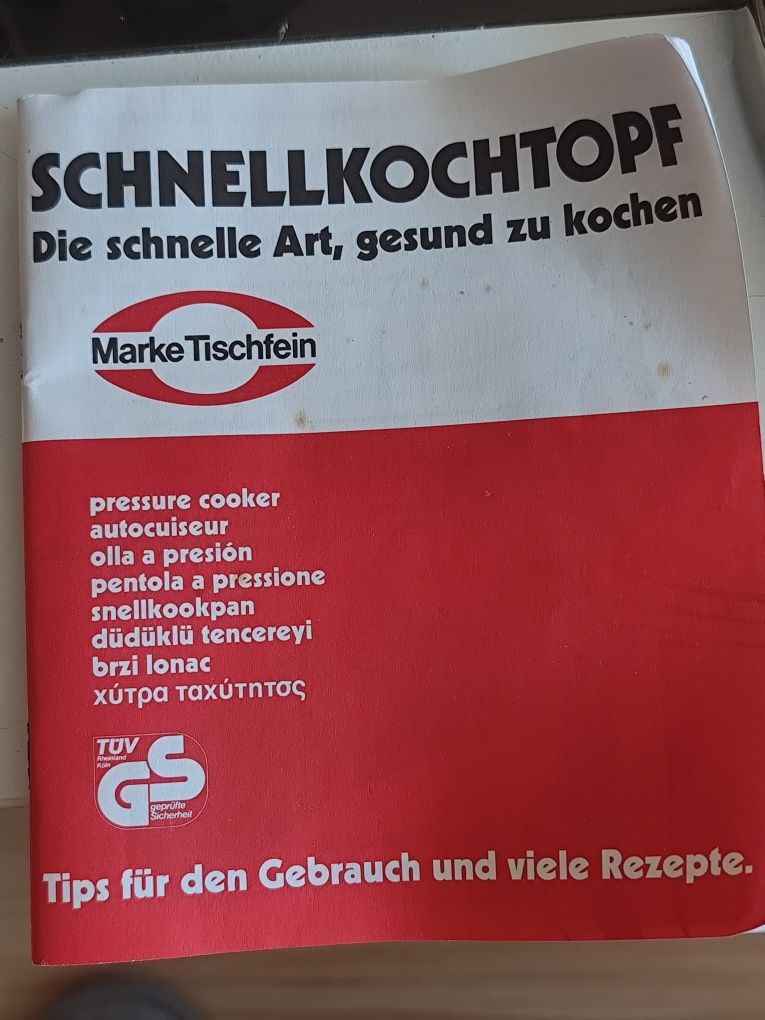 SCHNELLKOCHTOPF
Die schnelle Art, gesund zu kochen
Marke Tischfein
pressure cooker
autocuiseur
olla a presión
pentola a pressione
snellkookpan
düdüklü tencereyi
brzi lonac
χύτρα ταχύτητσς
TÜV
Rheinland
Köln
GS
geprüfte
Sicherheit
Tips für den Gebrauch und viele Rezepte.